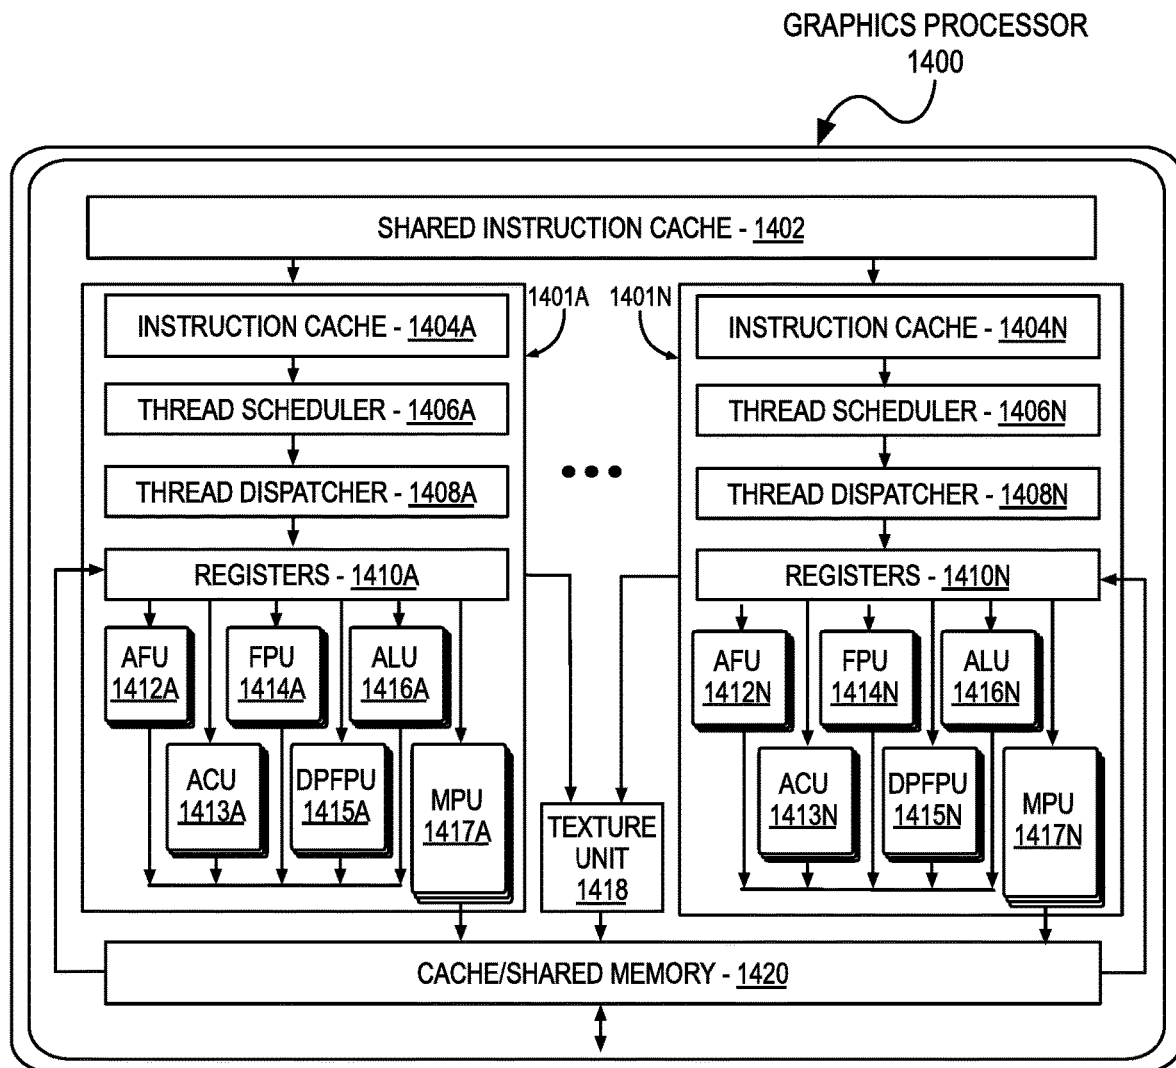 GRAPHICS PROCESSOR
1400
SHARED INSTRUCTION CACHE - 1402
1401A
1401N
INSTRUCTION CACHE - 1404A
THREAD SCHEDULER - 1406A
THREAD DISPATCHER - 1408A
REGISTERS - 1410A
AFU
1412A
FPU
1414A
ALU
1416A
ACU
1413A
DPFPU
1415A
MPU
1417A
TEXTURE
UNIT
1418
INSTRUCTION CACHE - 1404N
THREAD SCHEDULER - 1406N
THREAD DISPATCHER - 1408N
REGISTERS - 1410N
AFU
1412N
FPU
1414N
ALU
1416N
ACU
1413N
DPFPU
1415N
MPU
1417N
CACHE/SHARED MEMORY - 1420